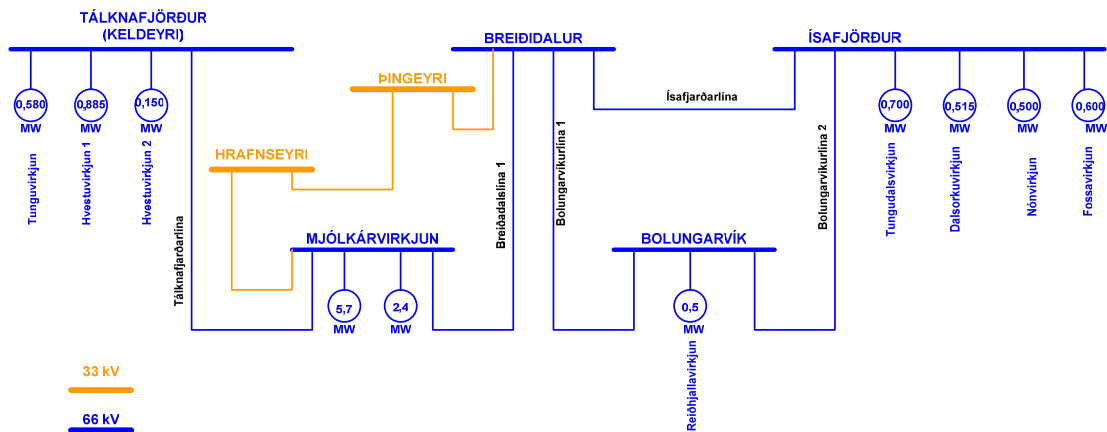 TÁLKNAFJÖRÐUR
(KELDEYRI)
BREIÐIDALUR
ÍSAFJÖRÐUR
ÞINGEYRI
HRAFNSEYRI
MJÓLKÁRVIRKJUN
BOLUNGARVÍK
0,580
MW
Tunguvirkjun
0,885
MW
Hvestuvirkjun 1
0,150
MW
Hvestuvirkjun 2
Tálknafjarðarlína
5,7
MW
2,4
MW
Breiðadalslína 1
Bolungarvíkurlína 1
Ísafjarðarlína
0,5
MW
Reiðhjallavirkjun
Bolungarvíkurlína 2
0,700
MW
Tungudalsvirkjun
0,515
MW
Dalsorkuvirkjun
0,500
MW
Nónvirkjun
0,600
MW
Fossavirkjun
33 kV
66 kV